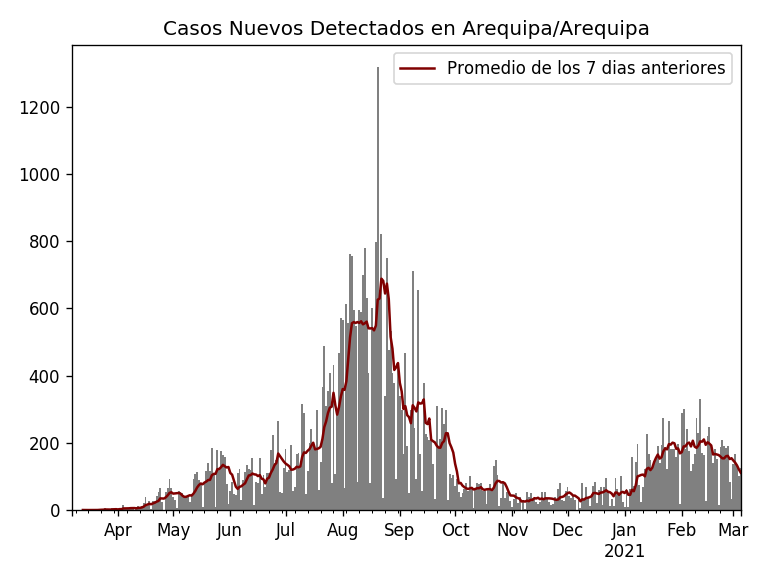 Casos Nuevos Detectados en Arequipa/Arequipa
Promedio de los 7 dias anteriores
1200
1000
800
600
400
200
0
Apr May Jun Jul Aug Sep Oct Nov Dec Jan Feb Mar
2021